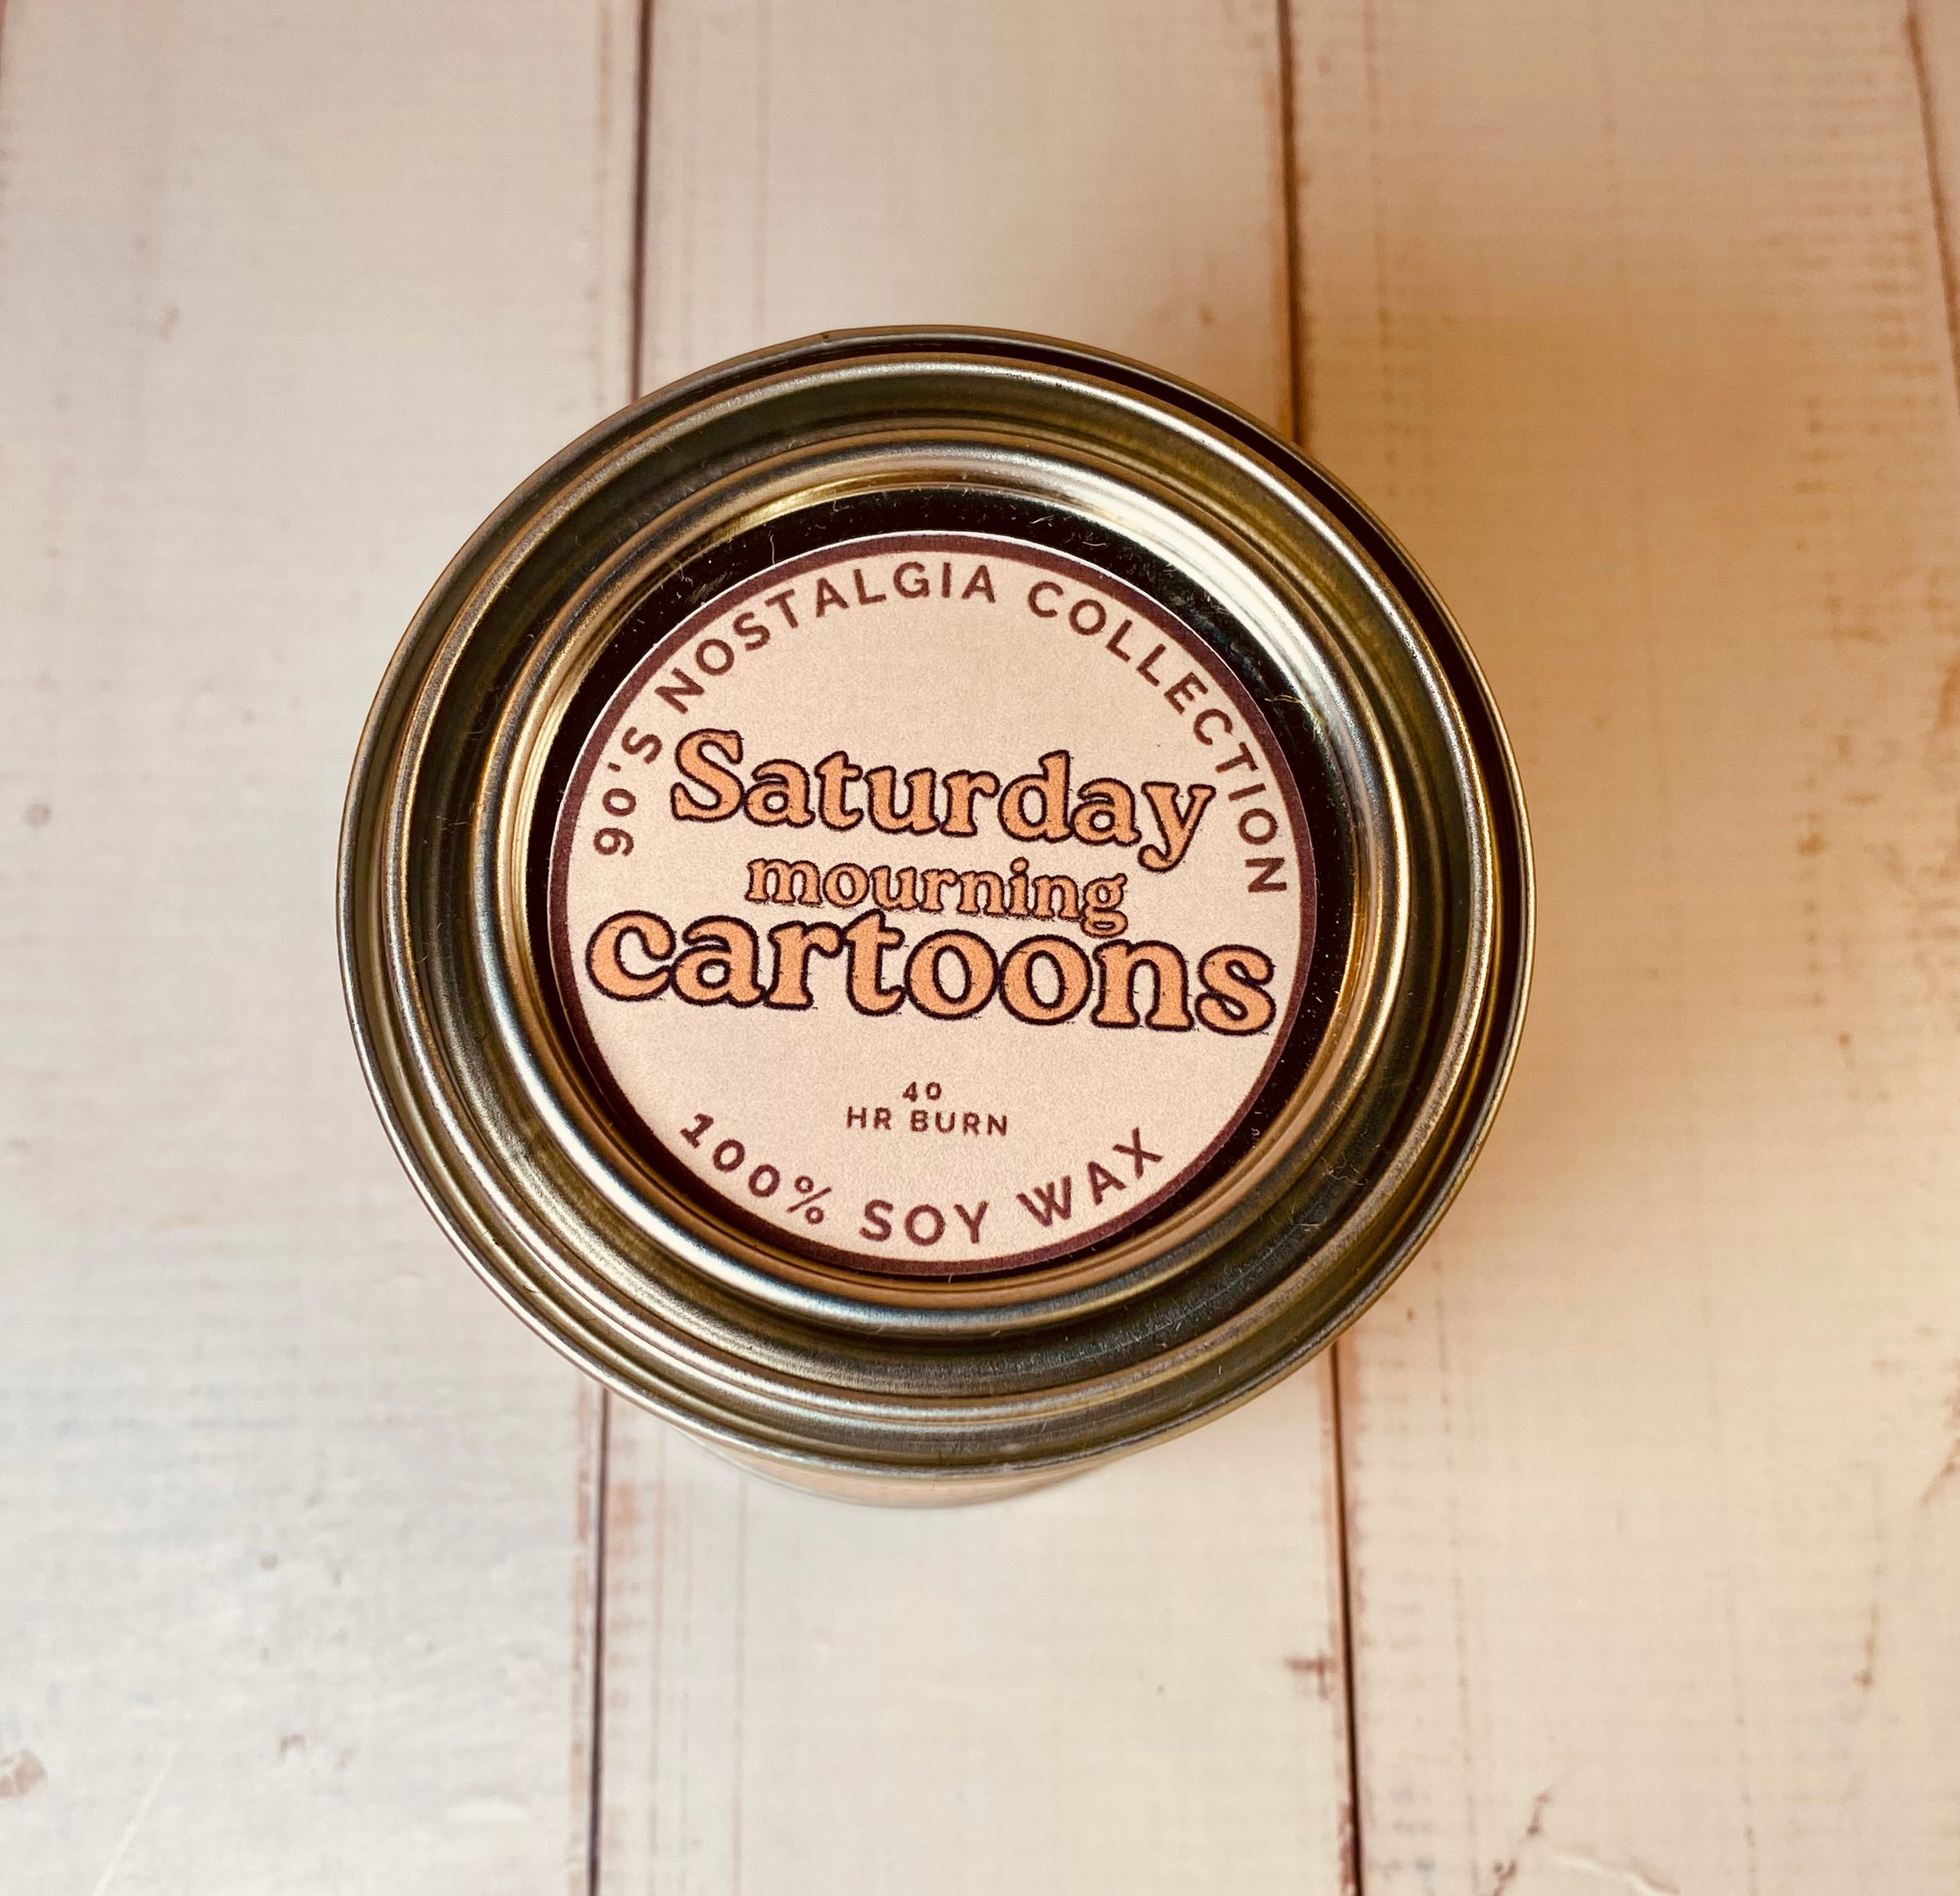 90'S NOSTALGIA COLLECTION
Saturday
mourning
cartoons
40
HR BURN
100% SOY WAX